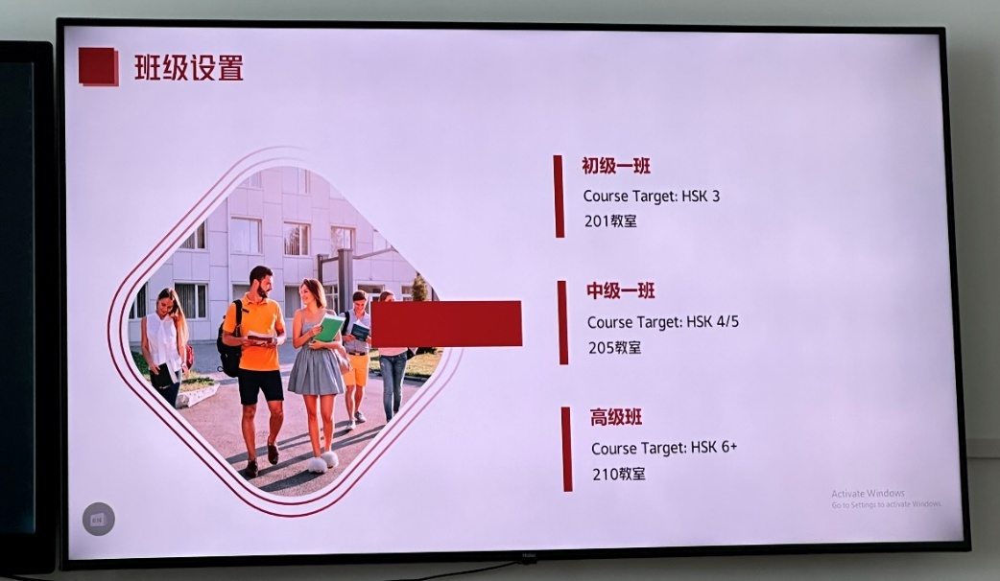 班级设置
初级一班
Course Target: HSK 3
201教室
中级一班
Course Target: HSK 4/5
205教室
高级班
Course Target: HSK 6+
210教室
Activate Windows
Go to Settings to activate Windows.
Haier